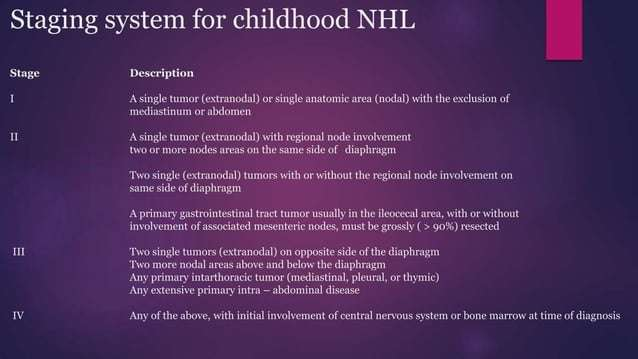 Staging system for childhood NHL
Stage Description
I A single tumor (extranodal) or single anatomic area (nodal) with the exclusion of
mediastinum or abdomen
II A single tumor (extranodal) with regional node involvement
two or more nodes areas on the same side of diaphragm
Two single (extranodal) tumors with or without the regional node involvement on
same side of diaphragm
A primary gastrointestinal tract tumor usually in the ileocecal area, with or without
involvement of associated mesenteric nodes, must be grossly ( > 90%) resected
III Two single tumors (extranodal) on opposite side of the diaphragm
Two more nodal areas above and below the diaphragm
Any primary intarthoracic tumor (mediastinal, pleural, or thymic)
Any extensive primary intra – abdominal disease
IV Any of the above, with initial involvement of central nervous system or bone marrow at time of diagnosis